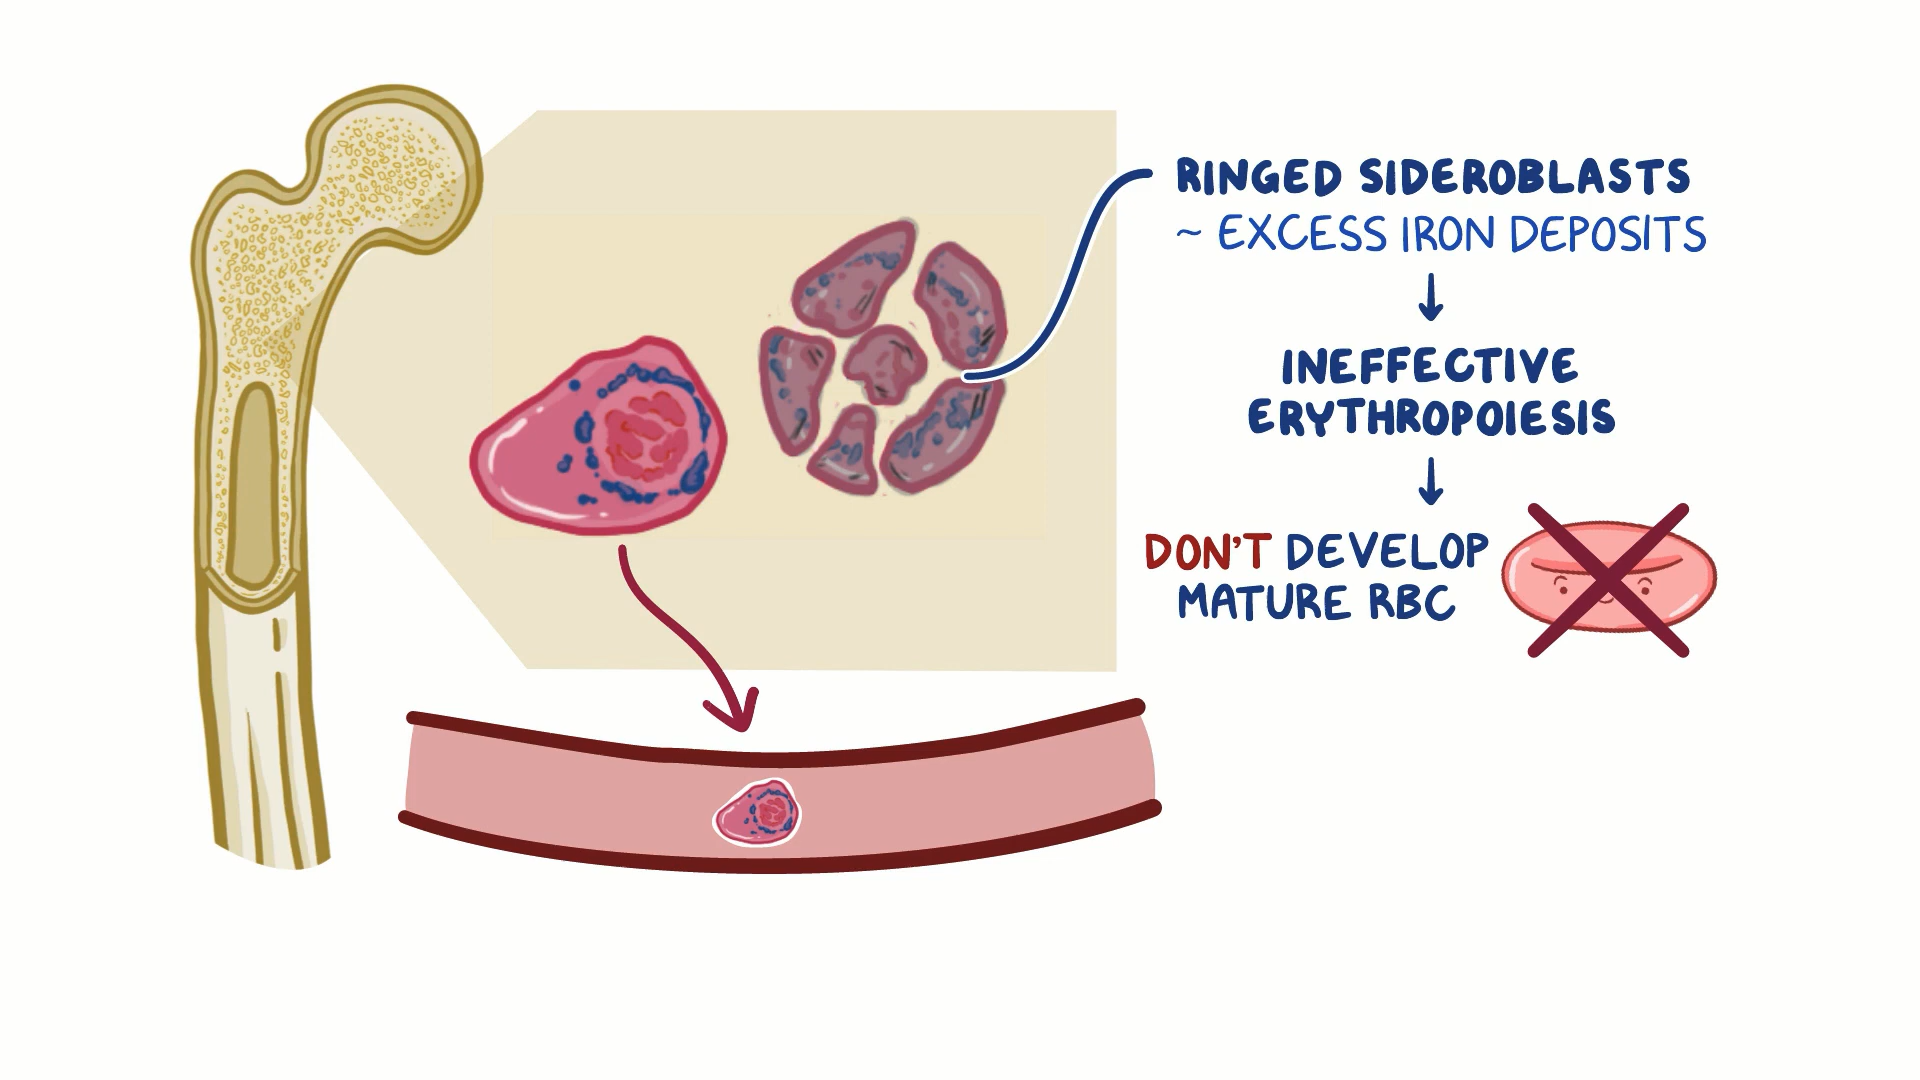 RINGED SIDEROBLASTS
~ EXCESS IRON DEPOSITS
INEFFECTIVE
ERYTHROPOIESIS
DON'T DEVELOP
MATURE RBC